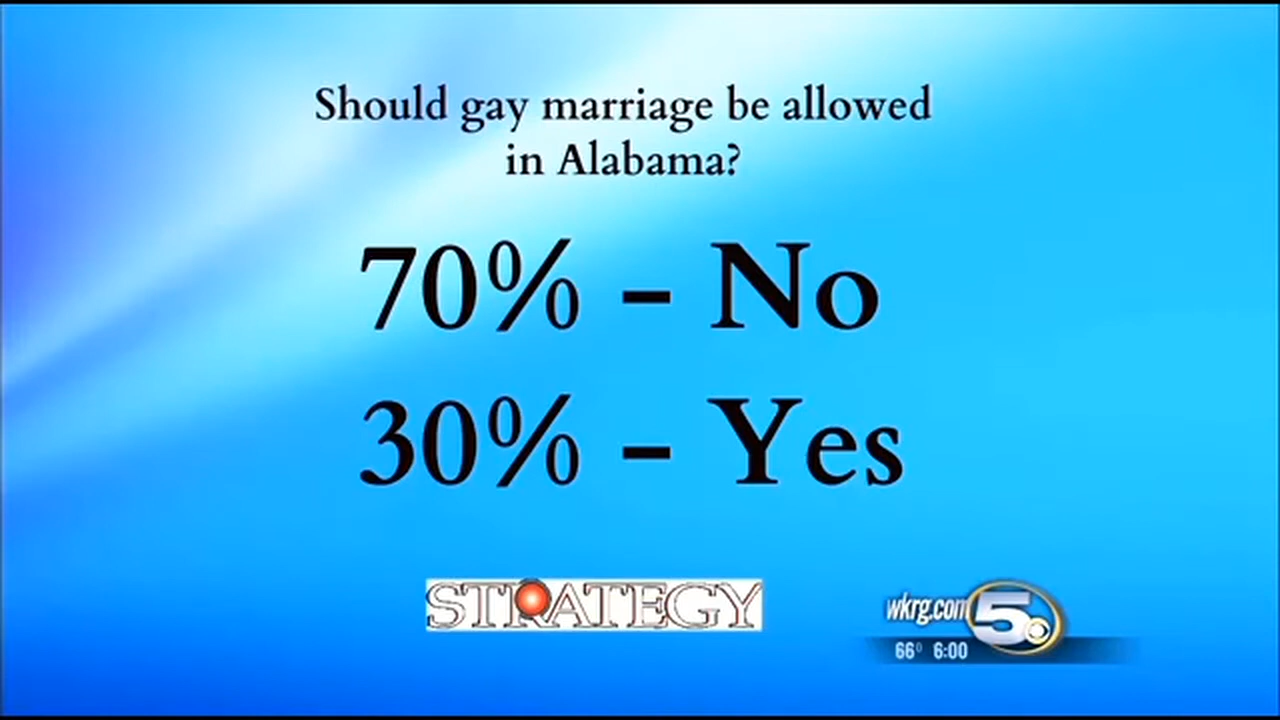 Should gay marriage be allowed
in Alabama?
70% - No
30% - Yes
STRATEGY
wkrg.com 5
66° 6:00